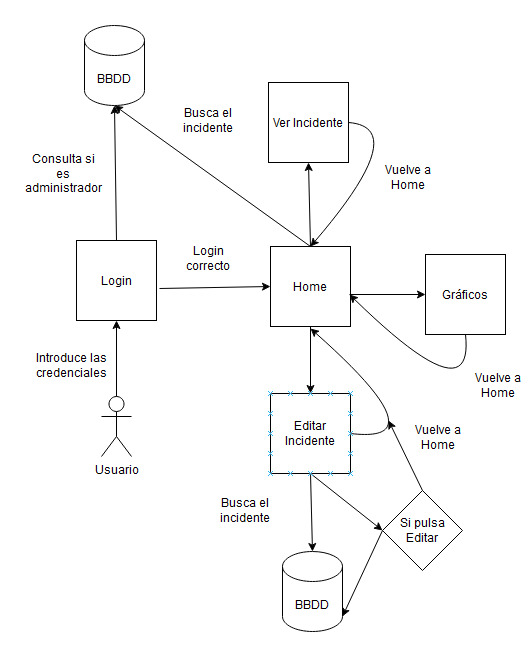 BBDD
Busca el
incidente
Ver Incidente
Consulta si
es
administrador
Vuelve a
Home
Login
Login
correcto
Home
Gráficos
Introduce las
credenciales
Vuelve a
Home
Editar
Incidente
Vuelve a
Home
Usuario
Busca el
incidente
Si pulsa
Editar
BBDD